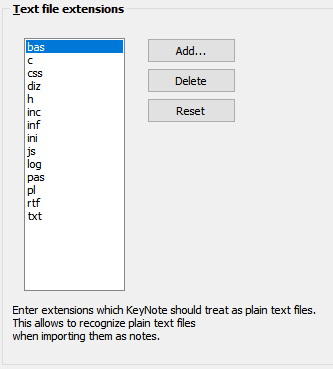 Text file extensions
bas
Add...
c
css
Delete
diz
h
inc
Reset
inf
ini
js
log
pas
pl
rtf
txt
Enter extensions which KeyNote should treat as plain text files.
This allows to recognize plain text files
when importing them as notes.